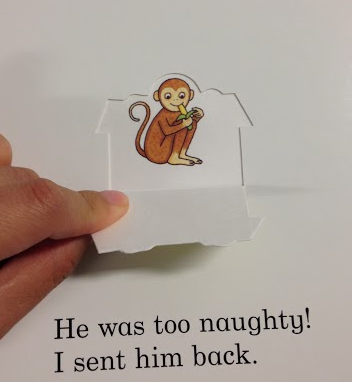 He was too naughty!
I sent him back.